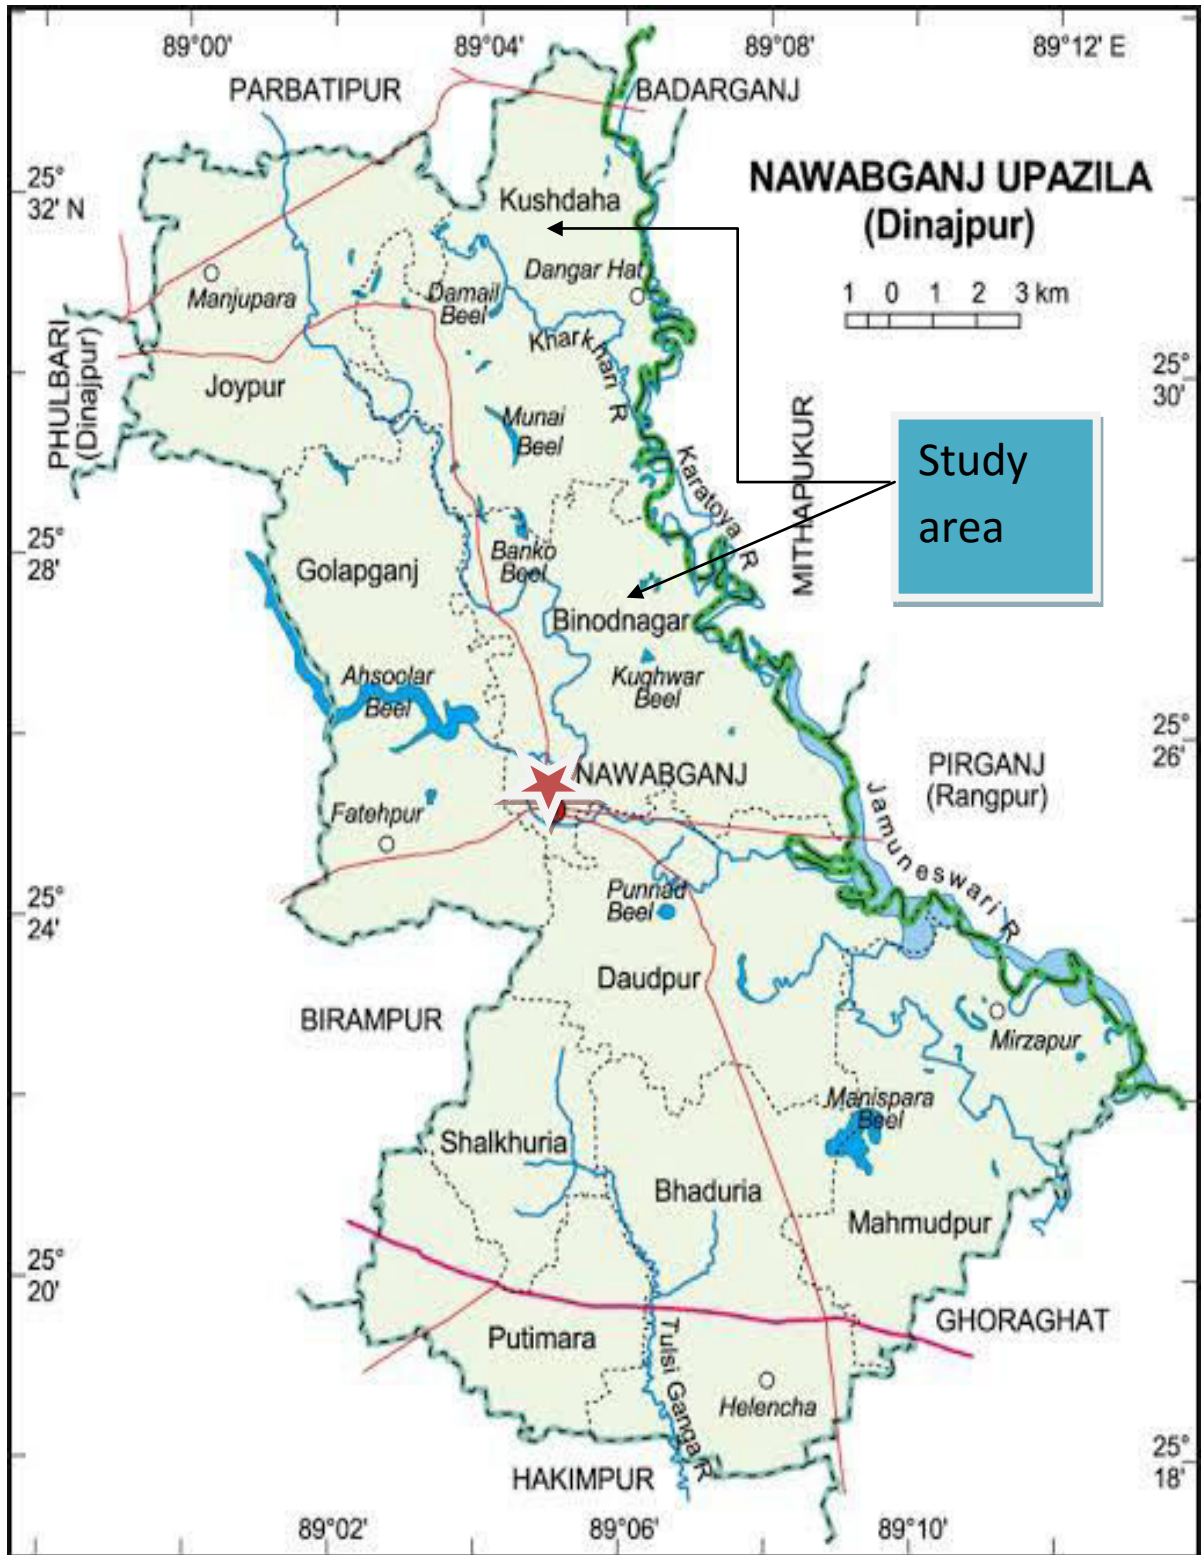 89°00'
89°04'
89°08'
89°12' E
PARBATIPUR
BADARGANJ
25°
32' N
NAWABGANJ UPAZILA
(Dinajpur)
Kushdaha
Dangar Hat
Manjupara
Damail
Beel
1 0 1 2 3 km
Kharkhari R
PHULBARI
(Dinajpur)
Joypur
25°
30'
Munai
Beel
MITHAPUKUR
Study
area
Karatoya R
25°
28'
Golapganj
Banko
Beel
Binodnagar
Ahsoolar
Beel
Kughwar
Beel
25°
26'
NAWABGANJ
PIRGANJ
(Rangpur)
Fatehpur
Jamuneswari R
25°
24'
Punnad
Beel
Daudpur
BIRAMPUR
Mirzapur
Manispara
Beel
Shalkhuria
Bhaduria
Mahmudpur
25°
20'
GHORAGHAT
Putimara
Tulsi Ganga R
Helencha
HAKIMPUR
25°
18'
89°02'
89°06'
89°10'